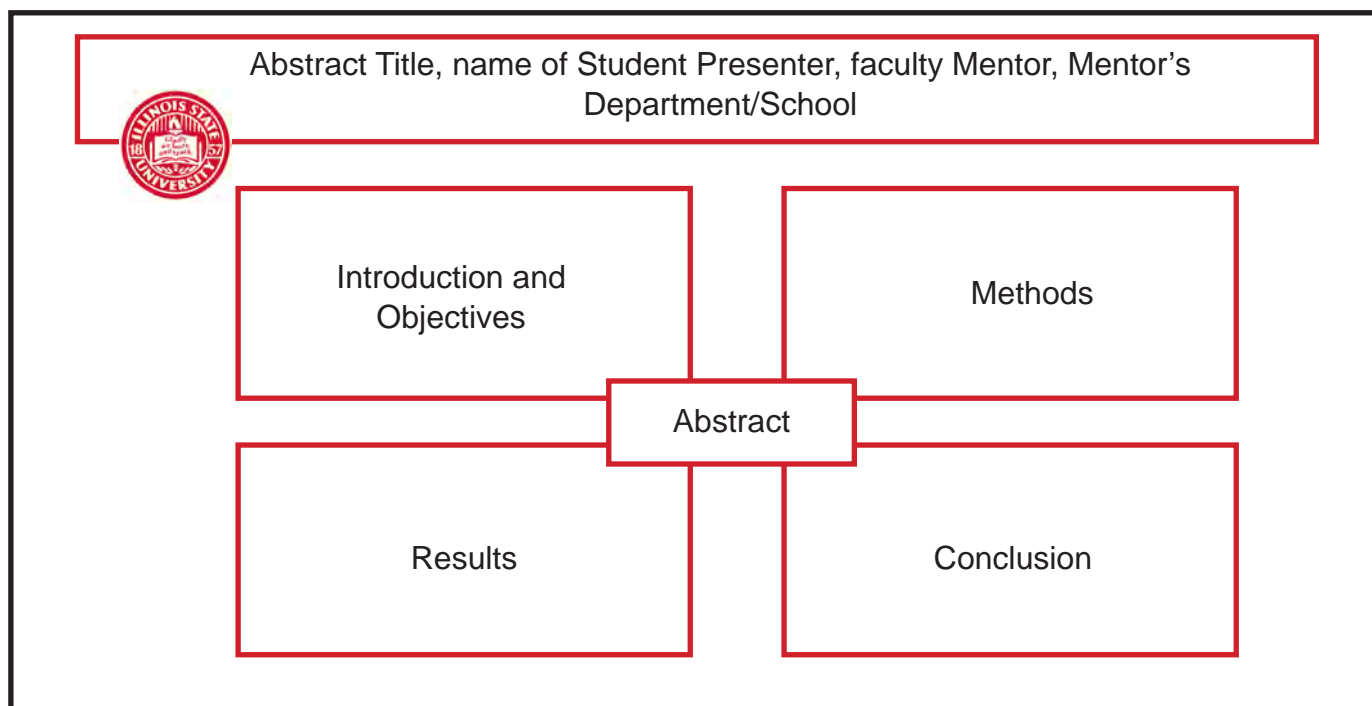 Abstract Title, name of Student Presenter, faculty Mentor, Mentor’s
Department/School
ILLINOIS STATE
18 57
UNIVERSITY
Introduction and
Objectives
Methods
Abstract
Results
Conclusion